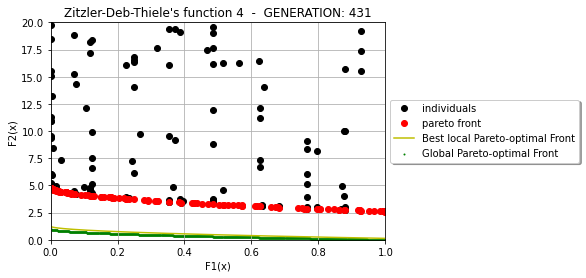 Zitzler-Deb-Thiele's function 4 - GENERATION: 431
20.0
17.5
15.0
12.5
10.0
7.5
5.0
2.5
0.0
F2(x)
0.0 0.2 0.4 0.6 0.8 1.0
F1(x)
individuals
pareto front
Best local Pareto-optimal Front
Global Pareto-optimal Front